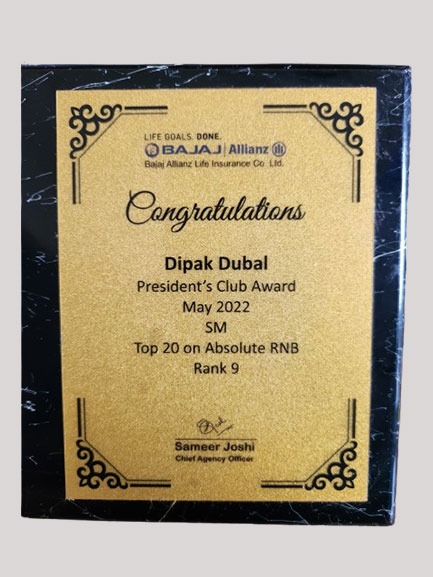 LIFE GOALS. DONE.
BAJAJ | Allianz
Bajaj Allianz Life Insurance Co. Ltd.
Congratulations
Dipak Dubal
President's Club Award
May 2022
SM
Top 20 on Absolute RNB
Rank 9
Sameer Joshi
Chief Agency Officer